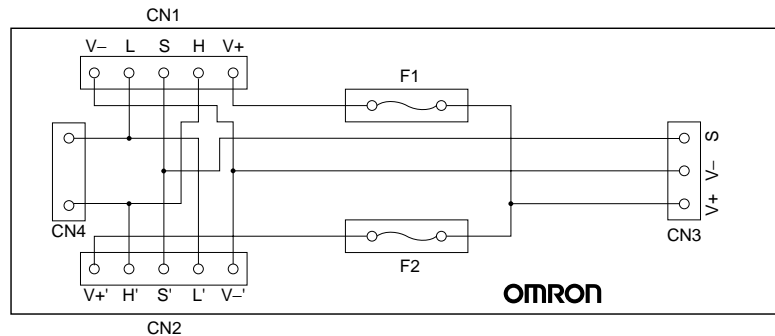 CN1
V− L S H V+
F1
S
V−
V+
CN4
CN3
F2
V+' H' S' L' V−'
OMRON
CN2